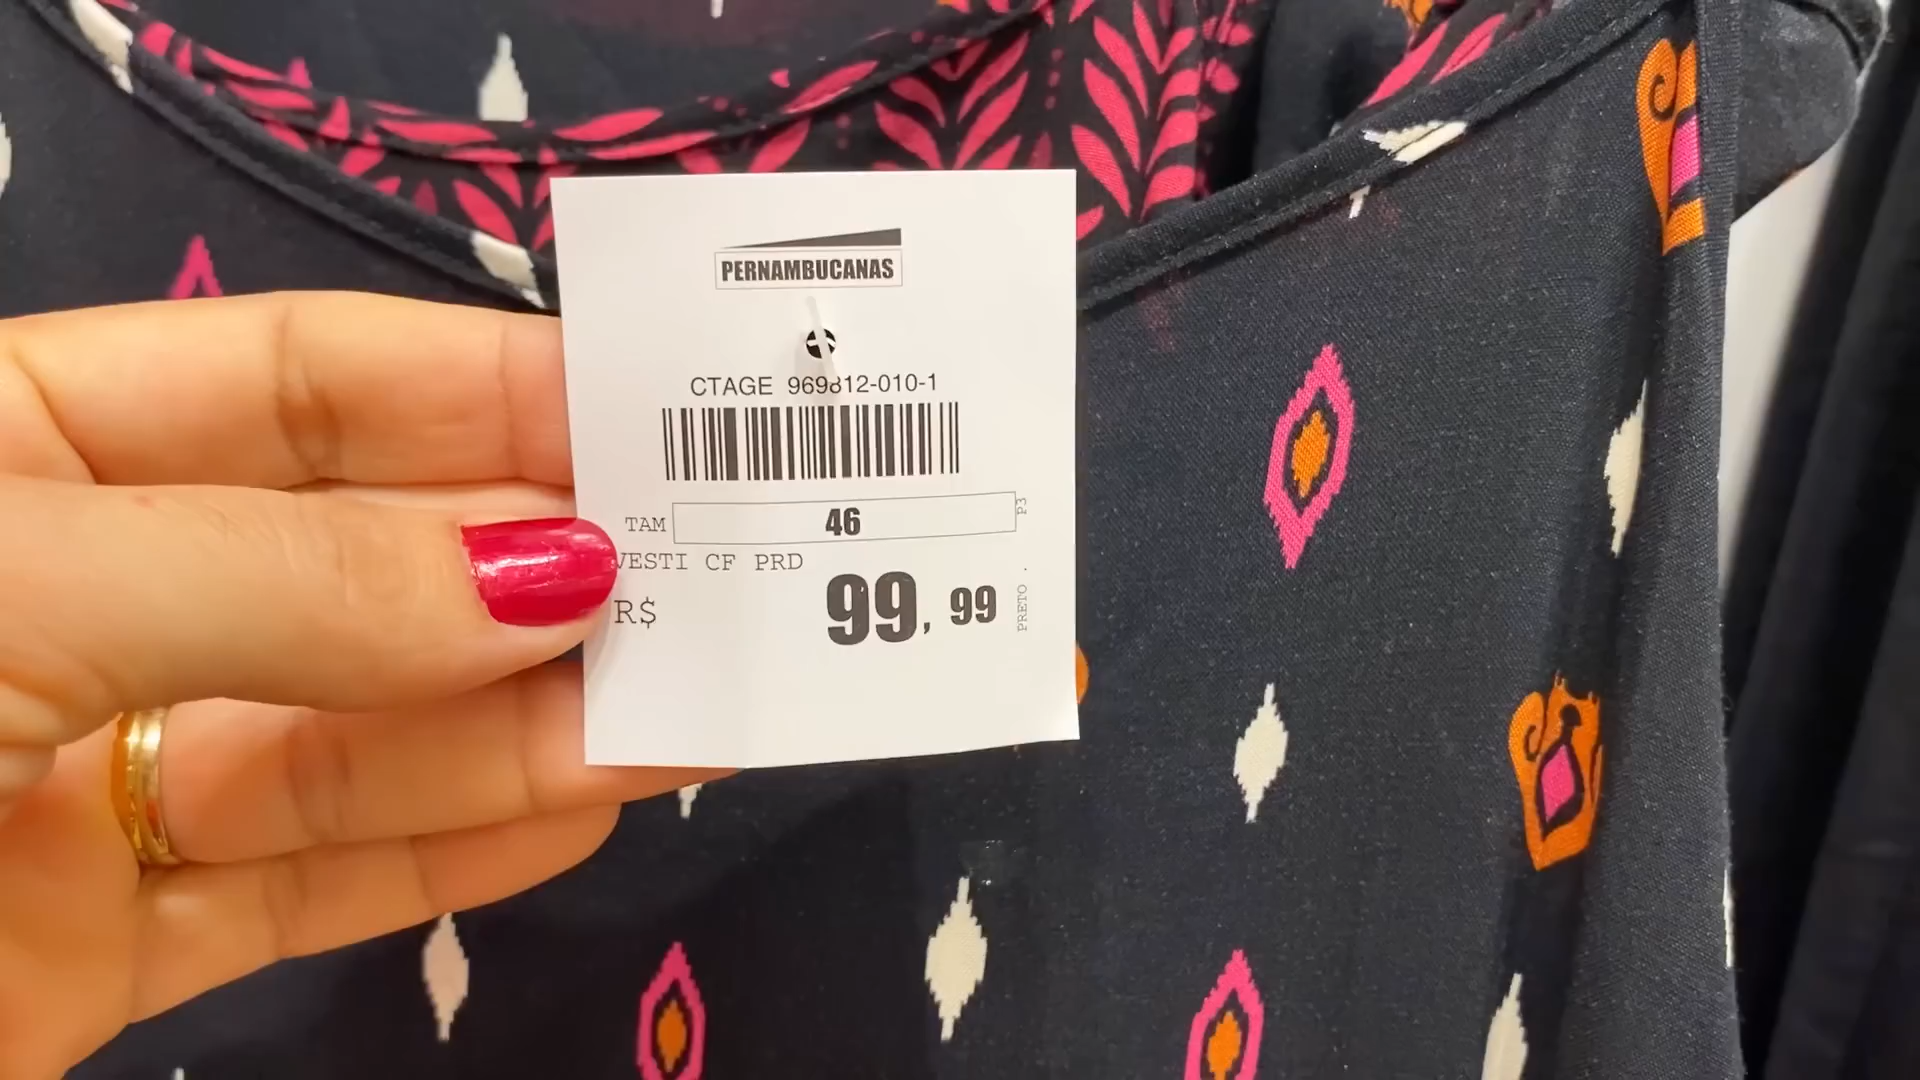 PERNAMBUCANAS
CTAGE 969812-010-1
TAM 46
P3
VESTI CF PRD
R$ 99,99
PRETO .